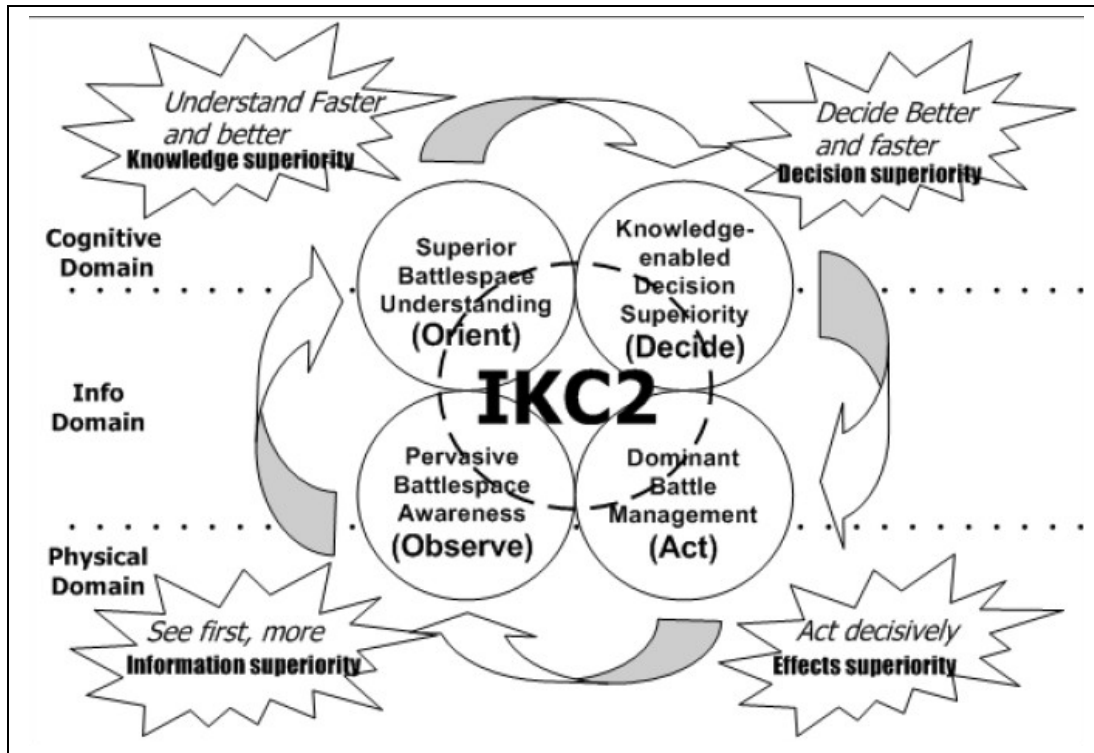 Understand Faster
and better
Knowledge superiority
Decide Better
and faster
Decision superiority
Cognitive
Domain
Superior
Battlespace
Understanding
(Orient)
Knowledge-
enabled
Decision
Superiority
(Decide)
IKC2
Info
Domain
Pervasive
Battlespace
Awareness
(Observe)
Dominant
Battle
Management
(Act)
Physical
Domain
See first, more
Information superiority
Act decisively
Effects superiority